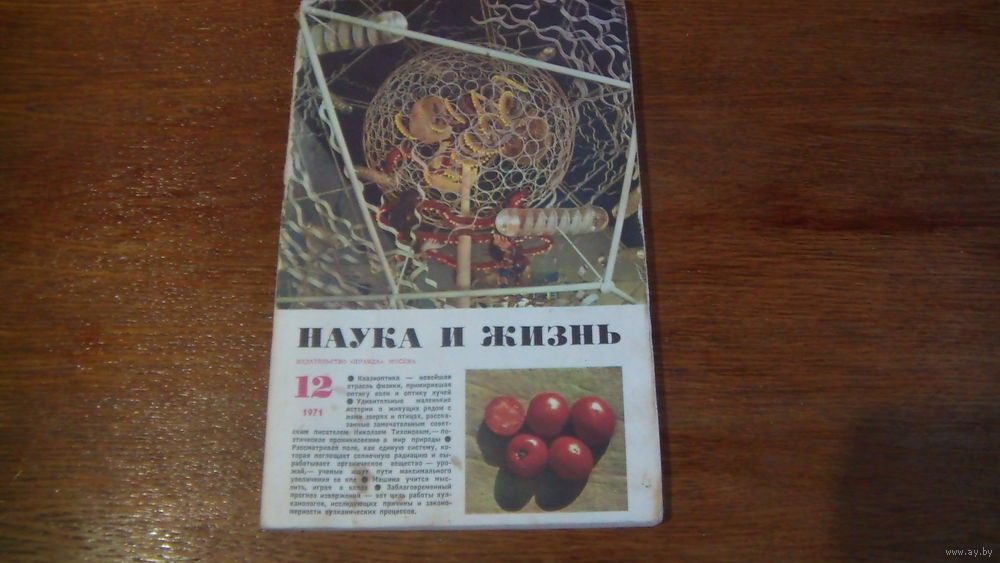 НАУКА И ЖИЗНЬ
ИЗДАТЕЛЬСТВО «ПРАВДА» МОСКВА
12
1971
● Квазиоптика — новейшая
отрасль физики, примирившая
оптику волн и оптику лучей
● Удивительные маленькие
истории о живущих рядом с
нами зверях и птицах, расска-
занные замечательным совет-
ским писателем Николаем Тихоновым,— по-
этическое проникновение в мир природы ●
Рассматривая поле, как единую систему, ко-
торая поглощает солнечную радиацию и вы-
рабатывает органическое вещество — уро-
жай,— ученые ищут пути максимального
увеличения ее кпд ● Машина учится мыс-
лить, играя в ● Заблаговременный
прогноз извержений — вот цель работы вул-
канологов, исследующих причины и законо-
мерности вулканических процессов.
www.ay.by